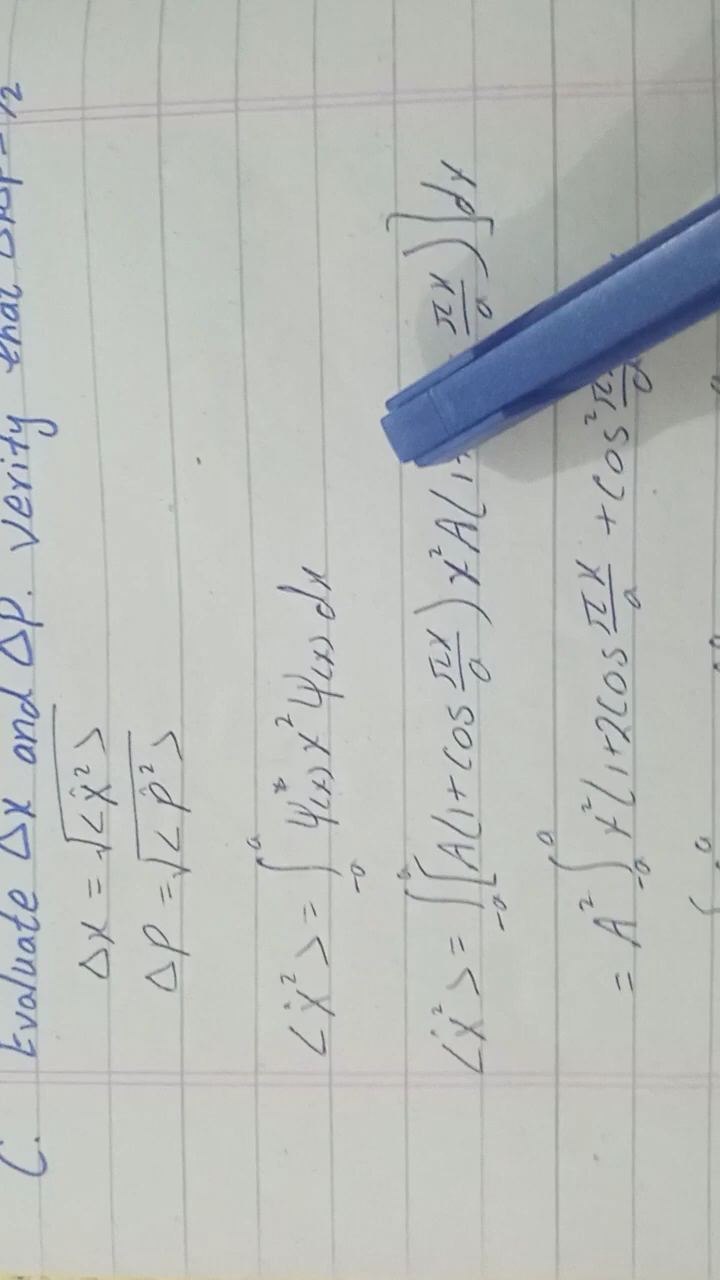 C. Evaluate Δx and Δp. Verify that
Δx = √<x̂²>
Δp = √<p̂²>
<x̂²> = ∫₋ₐᵃ ψ*(x) x² ψ(x) dx
<x̂²> = ∫₋ₐᵃ [A(1+cos πx/a) x² A(1+ πx/a)] dx
= A² ∫₋ₐᵃ x²(1+2cos πx/a + cos² π